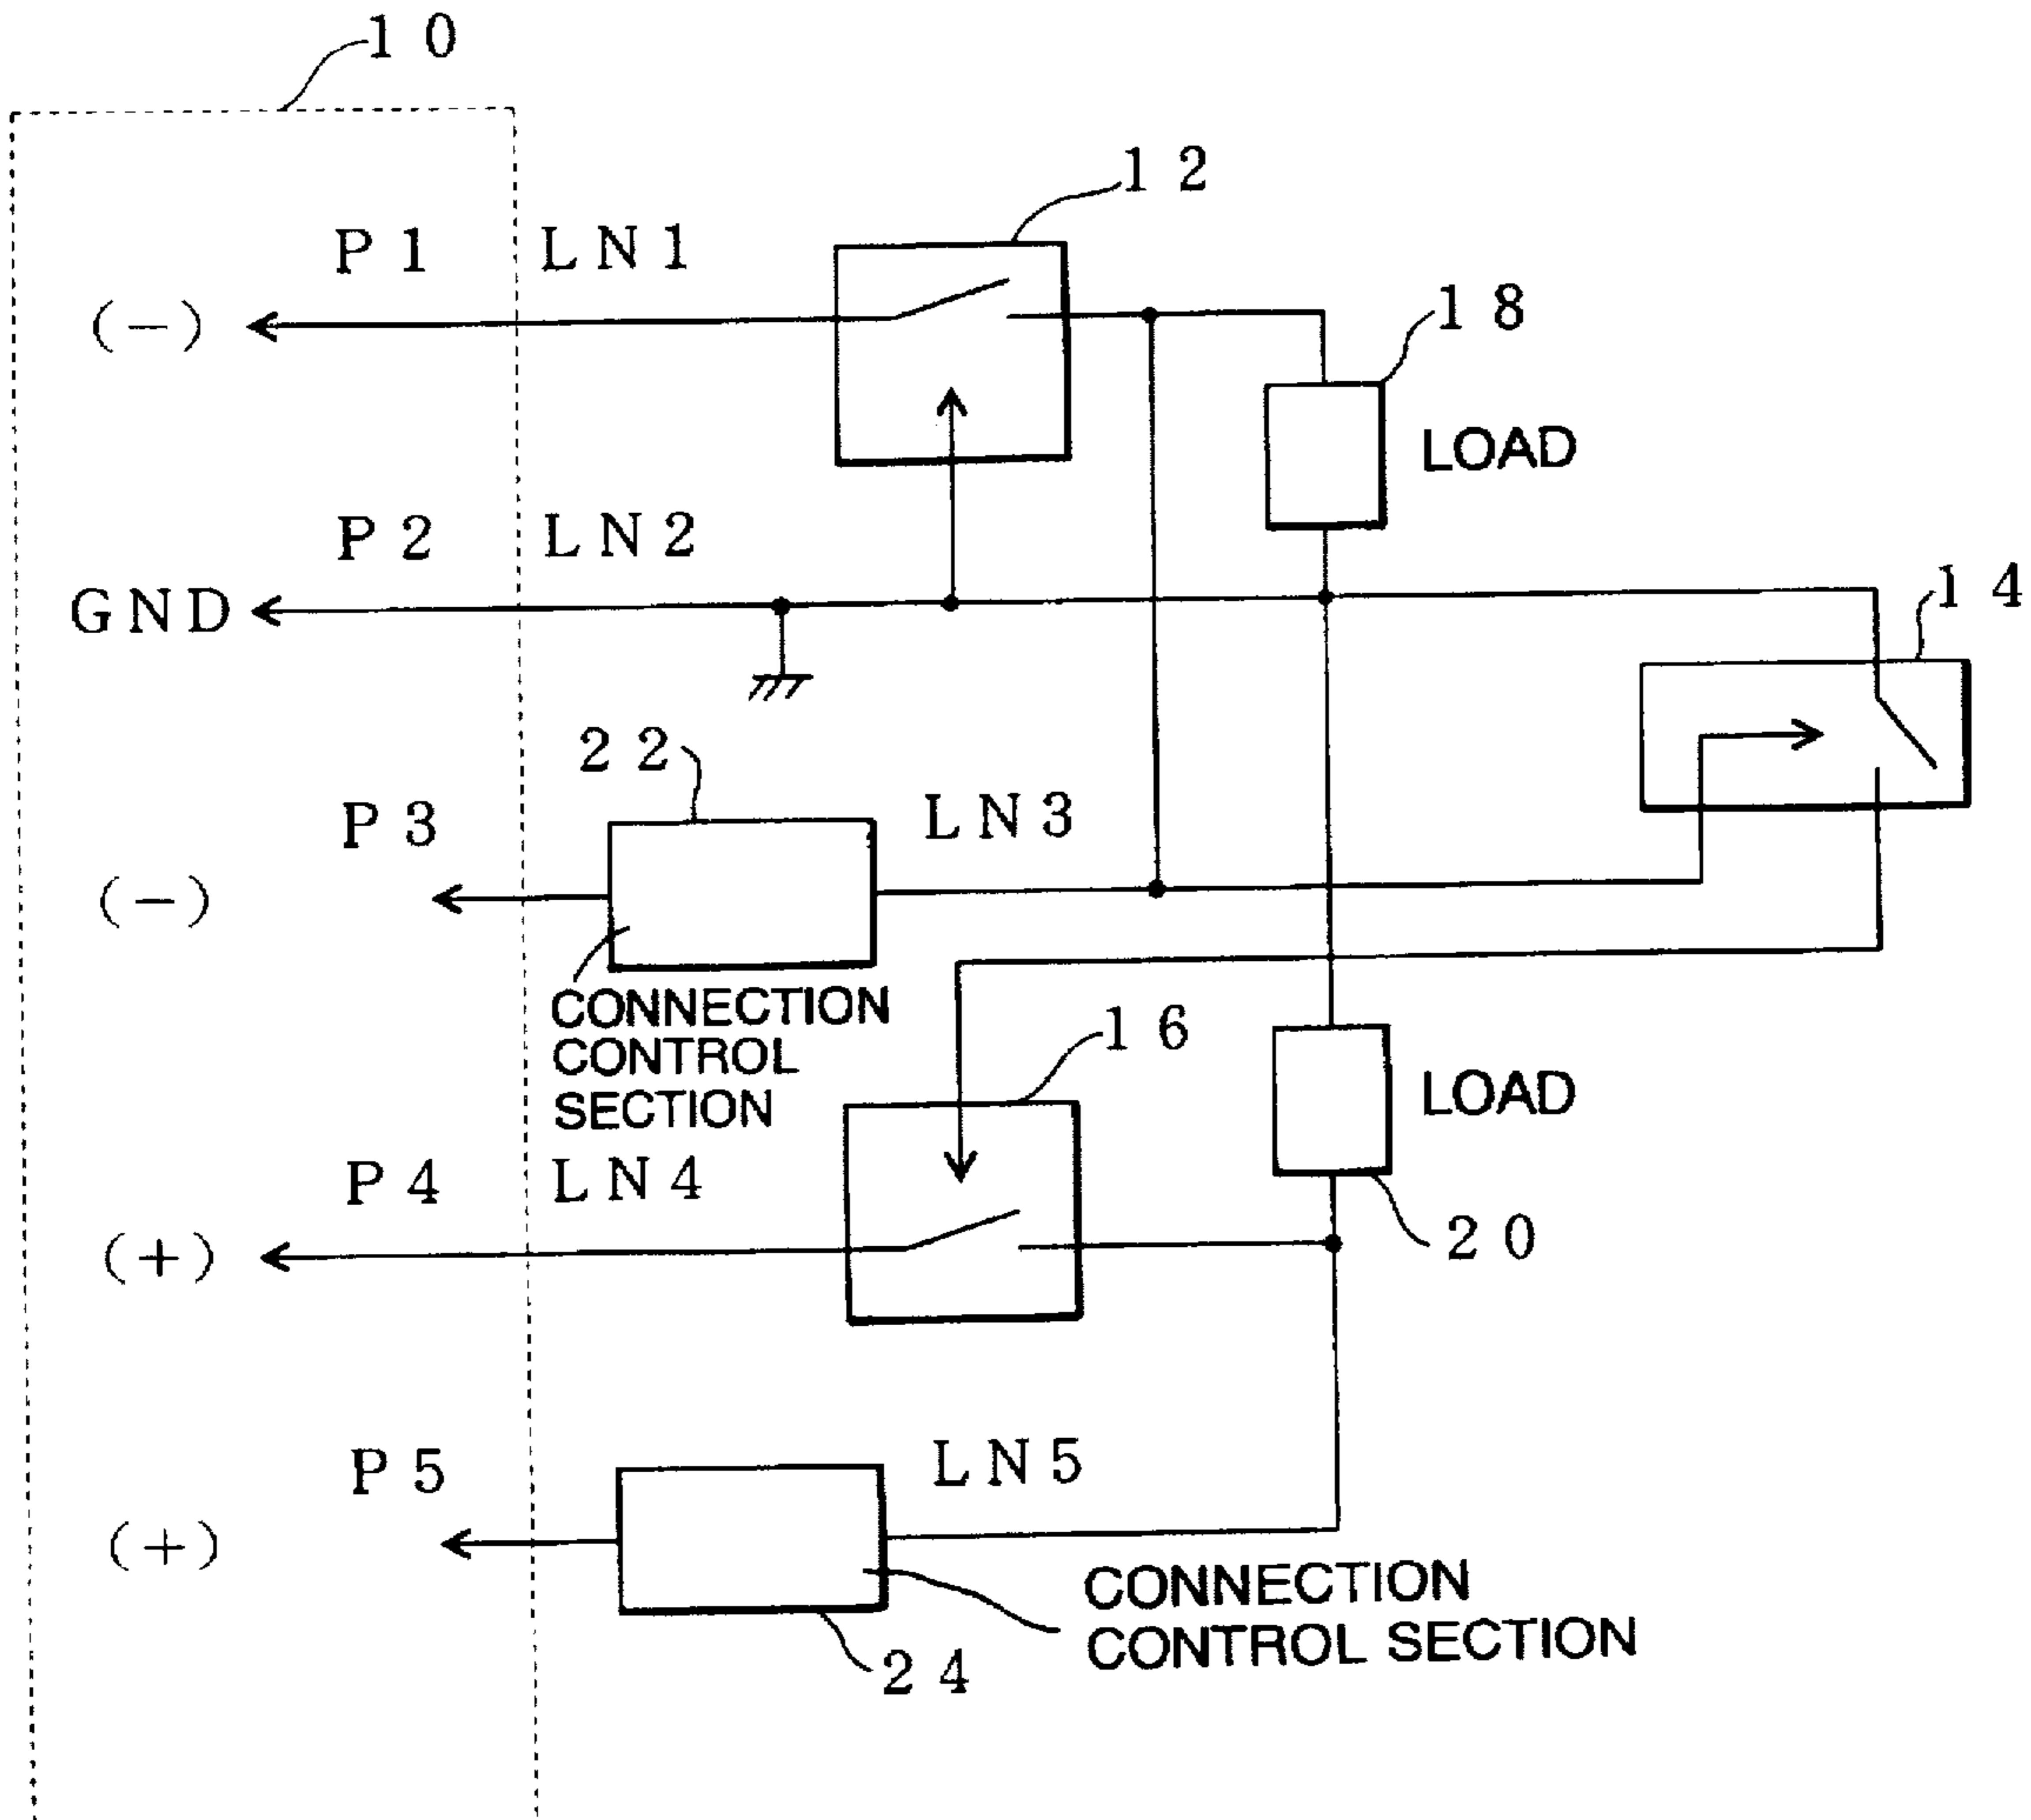 10
12
P1 LN1
(-)
18
LOAD
P2 LN2
14
GND
22
P3
LN3
(-)
CONNECTION
CONTROL
SECTION
16
LOAD
P4 LN4
20
(+)
P5
LN5
(+)
CONNECTION
CONTROL SECTION
24